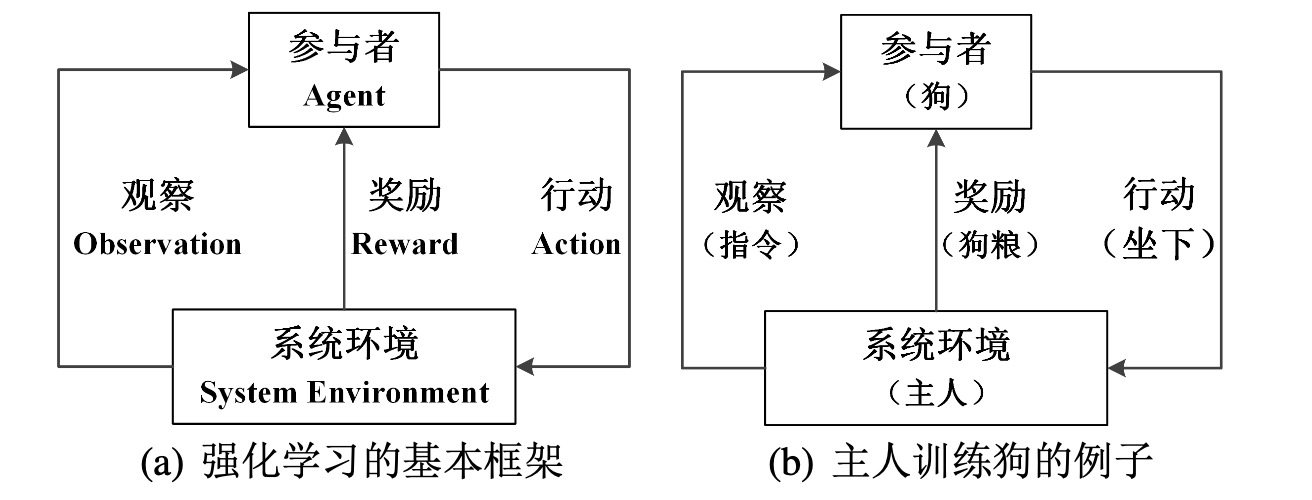 参与者
Agent
观察
Observation
奖励
Reward
行动
Action
系统环境
System Environment
(a) 强化学习的基本框架
参与者
（狗）
观察
（指令）
奖励
（狗粮）
行动
（坐下）
系统环境
（主人）
(b) 主人训练狗的例子